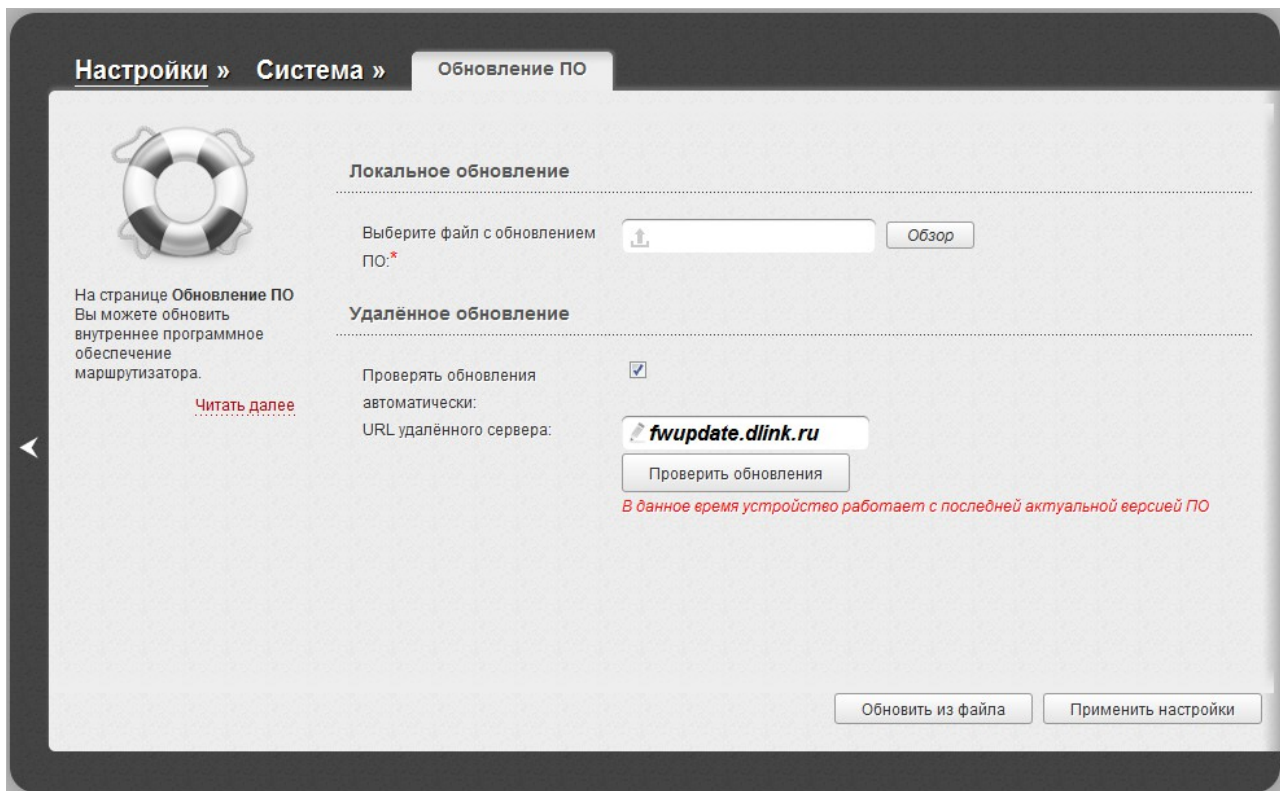 Настройки » Система » Обновление ПО
Локальное обновление
Выберите файл с обновлением
ПО:*
Обзор
На странице Обновление ПО
Вы можете обновить
внутреннее программное
обеспечение
маршрутизатора.
Читать далее
Удалённое обновление
Проверять обновления
автоматически:
URL удалённого сервера:
fwupdate.dlink.ru
Проверить обновления
В данное время устройство работает с последней актуальной версией ПО
Обновить из файла
Применить настройки